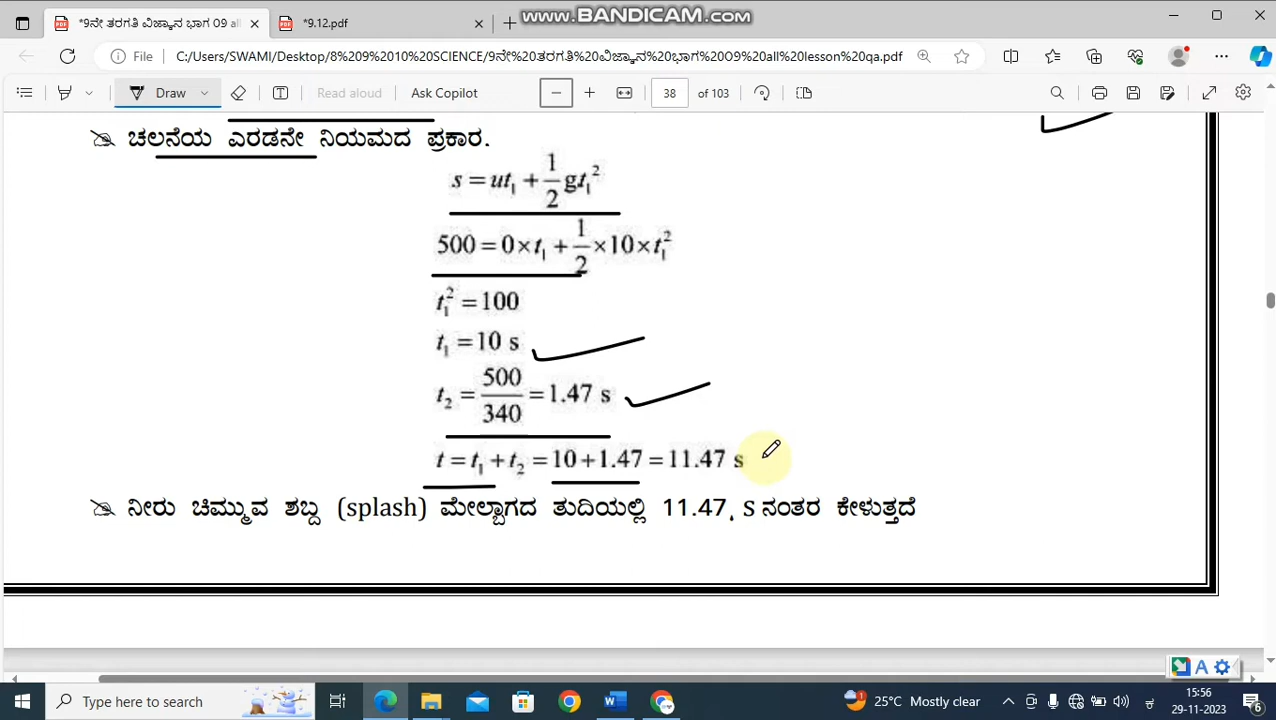 www.BANDICAM.com
*9ನೇ ತರಗತಿ ವಿಜ್ಞಾನ ಭಾಗ 09 all
*9.12.pdf
File
C:/Users/SWAMI/Desktop/8%209%2010%20SCIENCE/9ನೇ%20ತರಗತಿ%20ವಿಜ್ಞಾನ%20ಭಾಗ%20O9%20all%20lesson%20qa.pdf
Draw
Read aloud
Ask Copilot
38 of 103
ಚಲನೆಯ ಎರಡನೇ ನಿಯಮದ ಪ್ರಕಾರ.
s = ut₁ + 1/2 gt₁²
500 = 0 × t₁ + 1/2 × 10 × t₁²
t₁² = 100
t₁ = 10 s
t₂ = 500/340 = 1.47 s
t = t₁ + t₂ = 10 + 1.47 = 11.47 s
ನೀರು ಚಿಮ್ಮುವ ಶಬ್ದ (splash) ಮೇಲ್ಬಾಗದ ತುದಿಯಲ್ಲಿ 11.47, S ನಂತರ ಕೇಳುತ್ತದೆ
A
Type here to search
1
25°C Mostly clear
15:56
29-11-2023
6